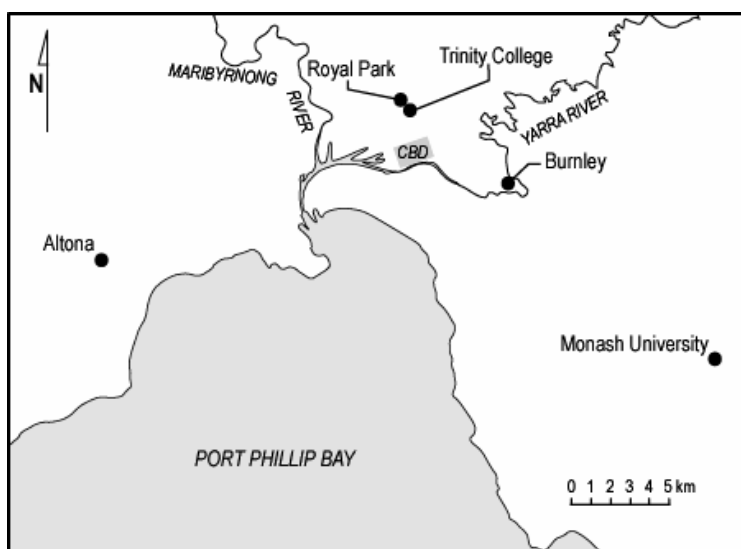 MARIBYRNONG
RIVER
Royal Park
Trinity College
N
YARRA RIVER
CBD
Burnley
Altona
Monash University
PORT PHILLIP BAY
0 1 2 3 4 5 km